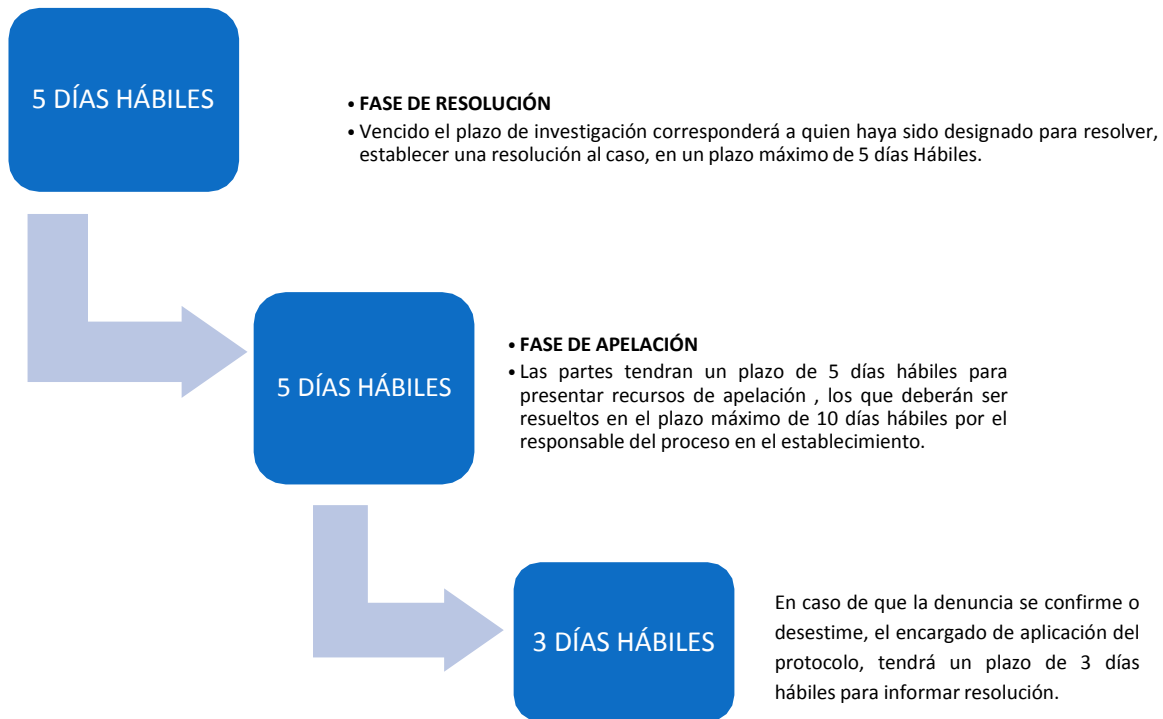 5 DÍAS HÁBILES
• FASE DE RESOLUCIÓN
• Vencido el plazo de investigación corresponderá a quien haya sido designado para resolver,
establecer una resolución al caso, en un plazo máximo de 5 días Hábiles.
5 DÍAS HÁBILES
• FASE DE APELACIÓN
• Las partes tendran un plazo de 5 días hábiles para
presentar recursos de apelación , los que deberán ser
resueltos en el plazo máximo de 10 días hábiles por el
responsable del proceso en el establecimiento.
3 DÍAS HÁBILES
En caso de que la denuncia se confirme o
desestime, el encargado de aplicación del
protocolo, tendrá un plazo de 3 días
hábiles para informar resolución.